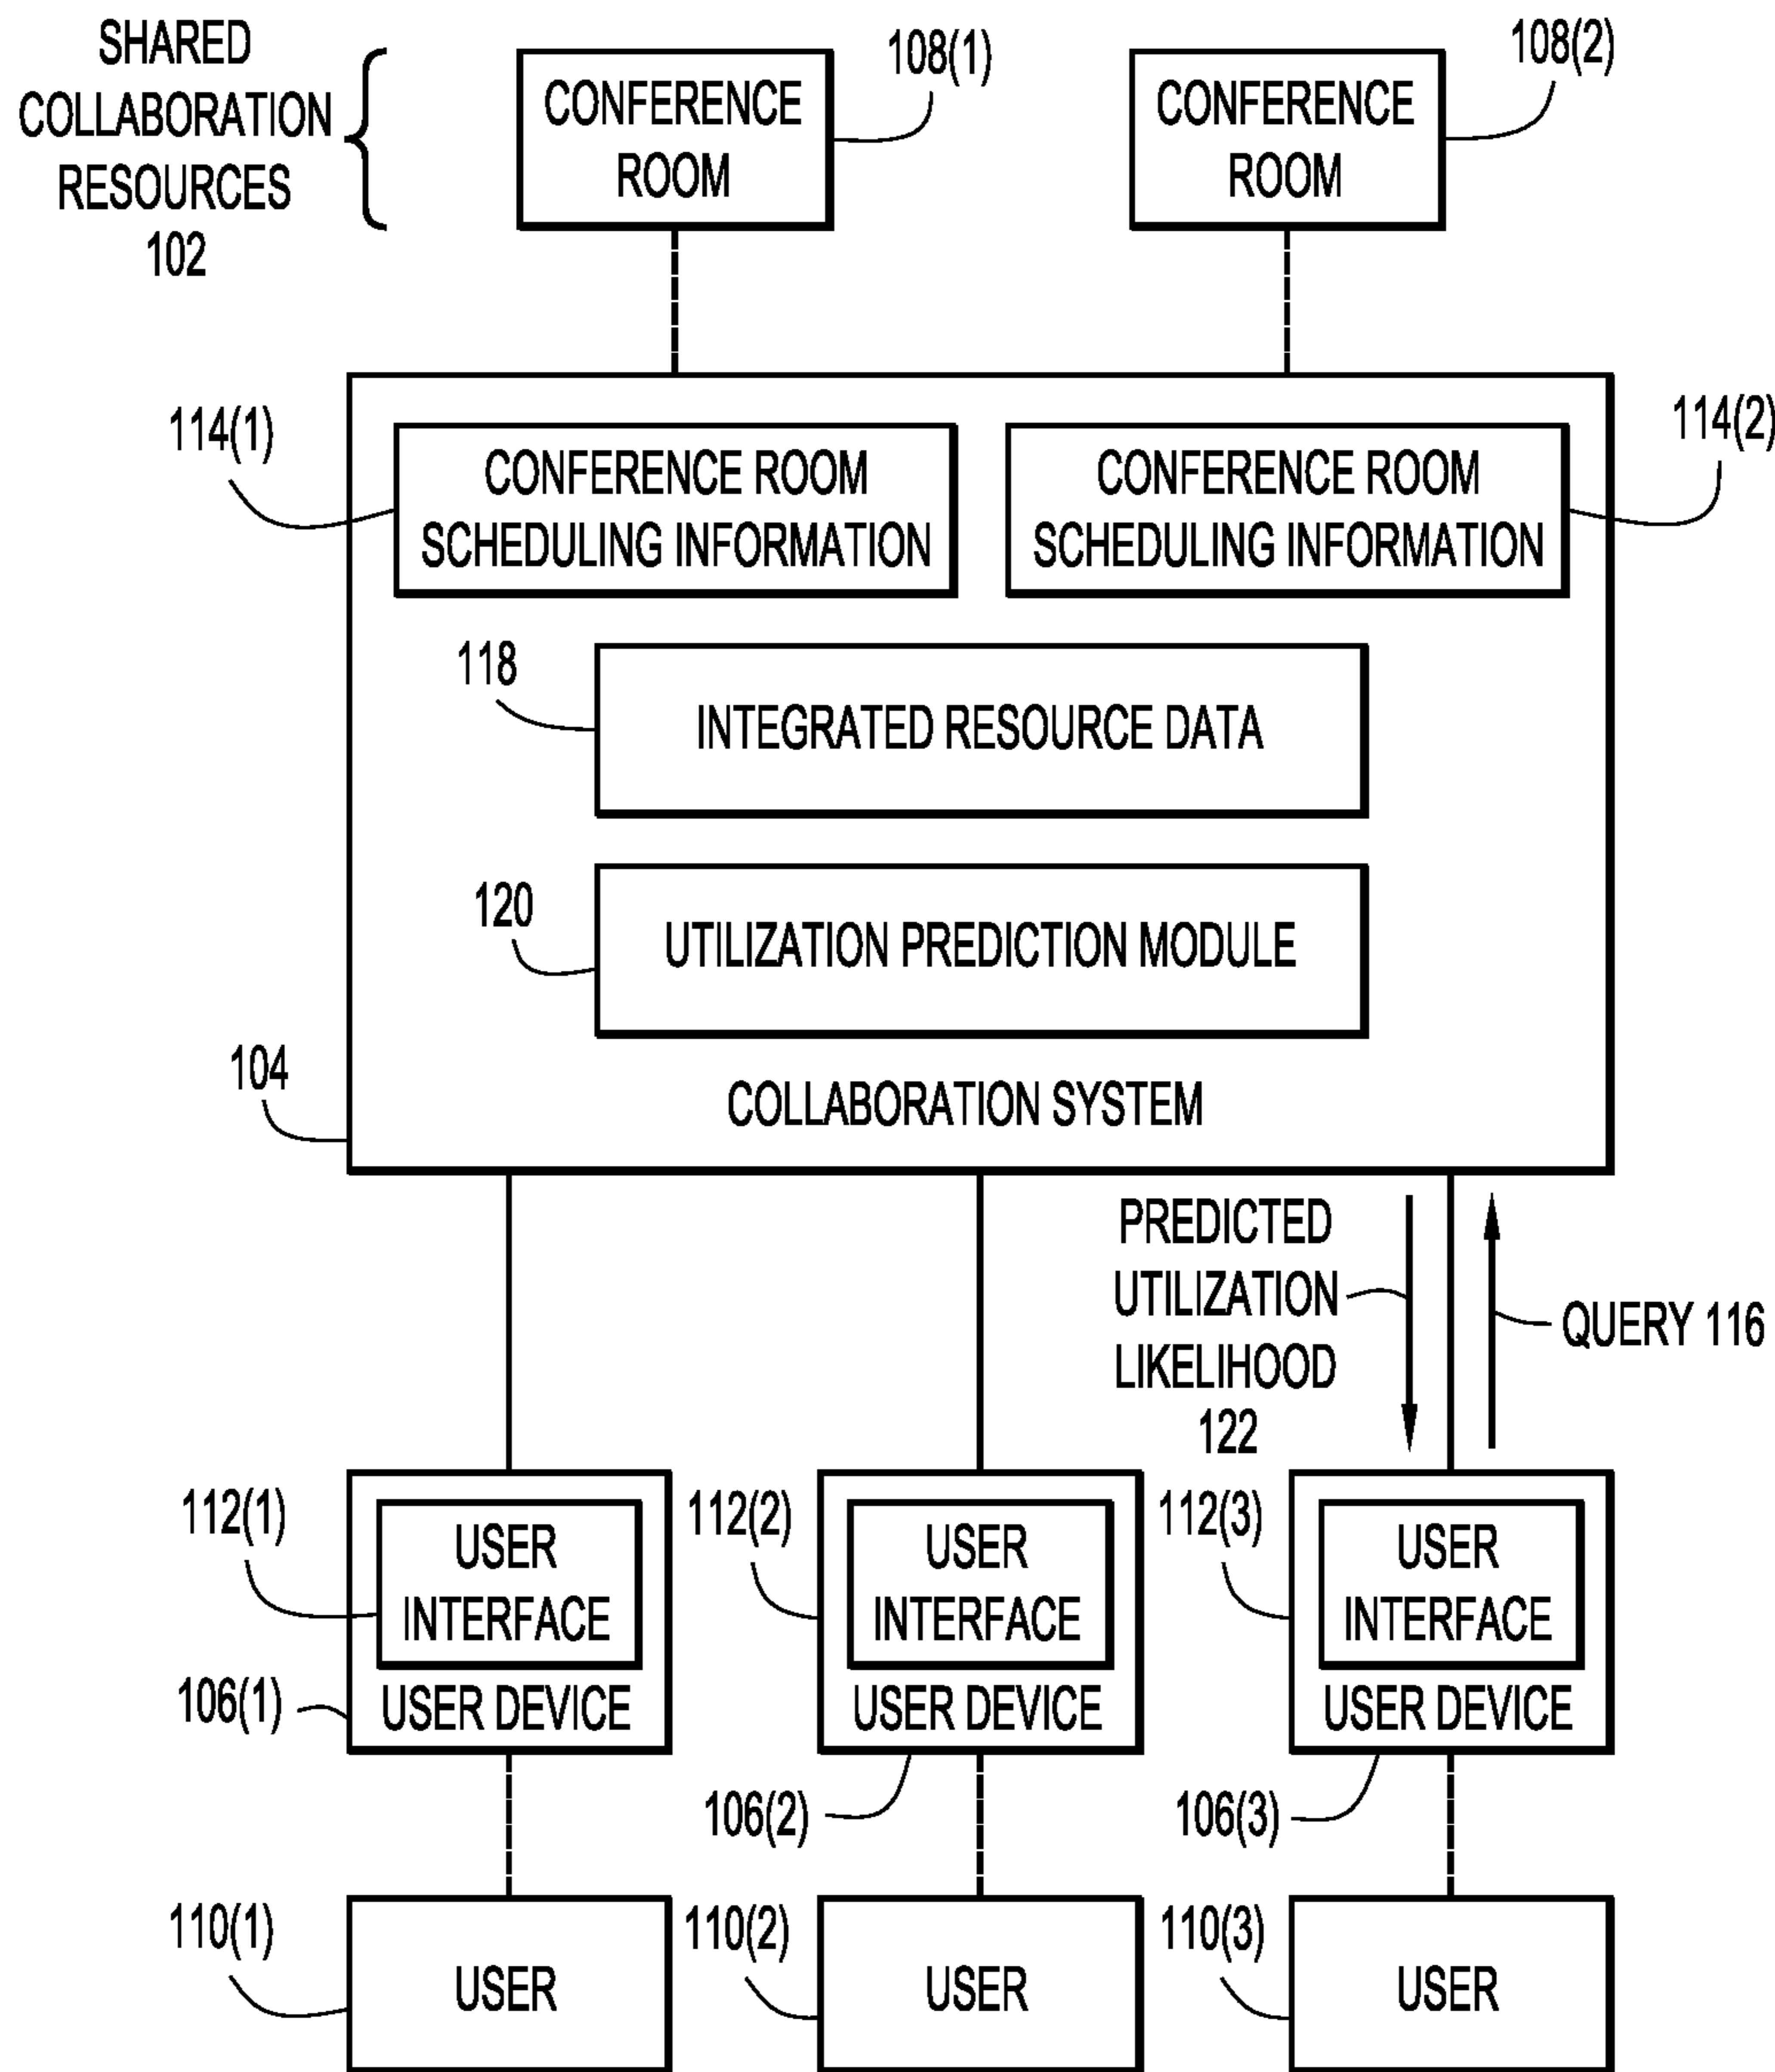 SHARED
COLLABORATION
RESOURCES
102
CONFERENCE
ROOM
108(1)
CONFERENCE
ROOM
108(2)
114(1)
CONFERENCE ROOM
SCHEDULING INFORMATION
CONFERENCE ROOM
SCHEDULING INFORMATION
114(2)
118
INTEGRATED RESOURCE DATA
120
UTILIZATION PREDICTION MODULE
104
COLLABORATION SYSTEM
PREDICTED
UTILIZATION
LIKELIHOOD
122
QUERY 116
112(1)
USER
INTERFACE
USER DEVICE
106(1)
112(2)
USER
INTERFACE
USER DEVICE
106(2)
112(3)
USER
INTERFACE
USER DEVICE
106(3)
110(1)
USER
110(2)
USER
110(3)
USER